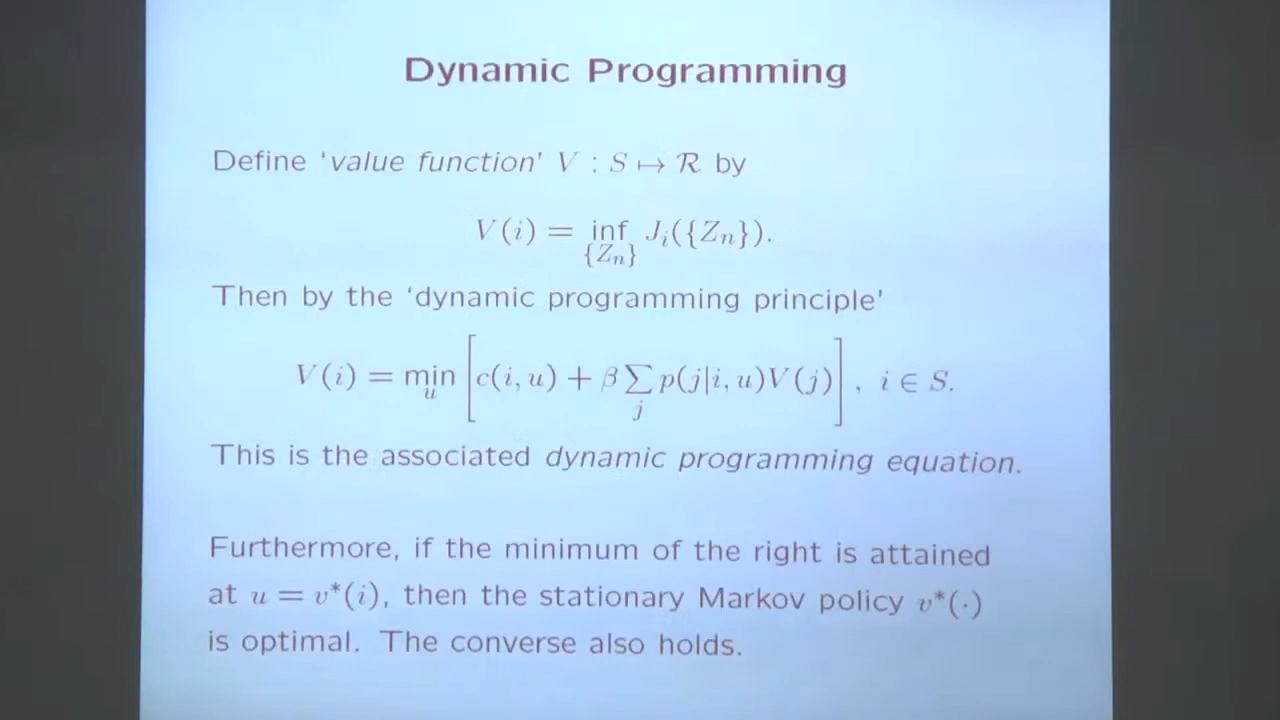 Dynamic Programming
Define 'value function' V : S ↦ R by
V(i) = inf_{Z_n} J_i({Z_n}).
Then by the 'dynamic programming principle'
V(i) = min_u [c(i, u) + β Σ_j p(j|i, u)V(j)], i ∈ S.
This is the associated dynamic programming equation.
Furthermore, if the minimum of the right is attained
at u = v*(i), then the stationary Markov policy v*(·)
is optimal. The converse also holds.